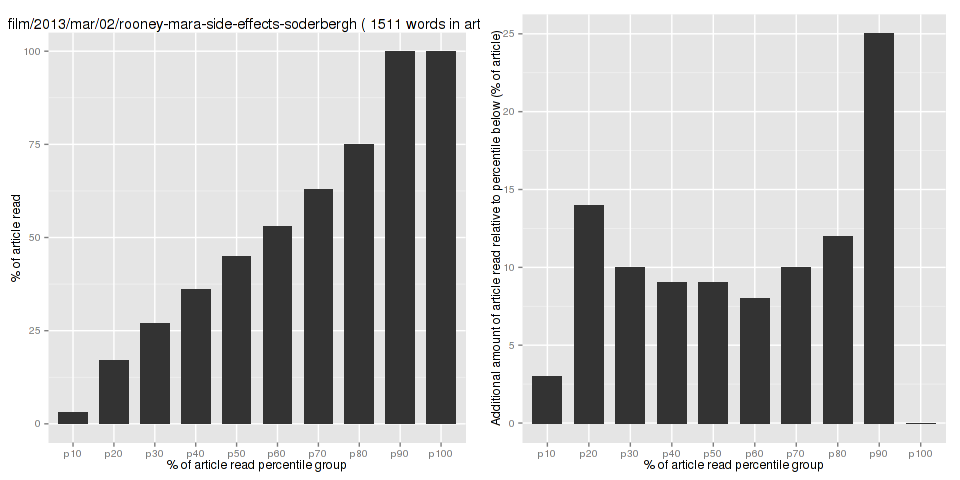 film/2013/mar/02/rooney-mara-side-effects-soderbergh ( 1511 words in art
% of article read
100
75
50
25
0
p10 p20 p30 p40 p50 p60 p70 p80 p90 p100
% of article read percentile group
Additional amount of article read relative to percentile below (% of article)
25
20
15
10
5
0
p10 p20 p30 p40 p50 p60 p70 p80 p90 p100
% of article read percentile group